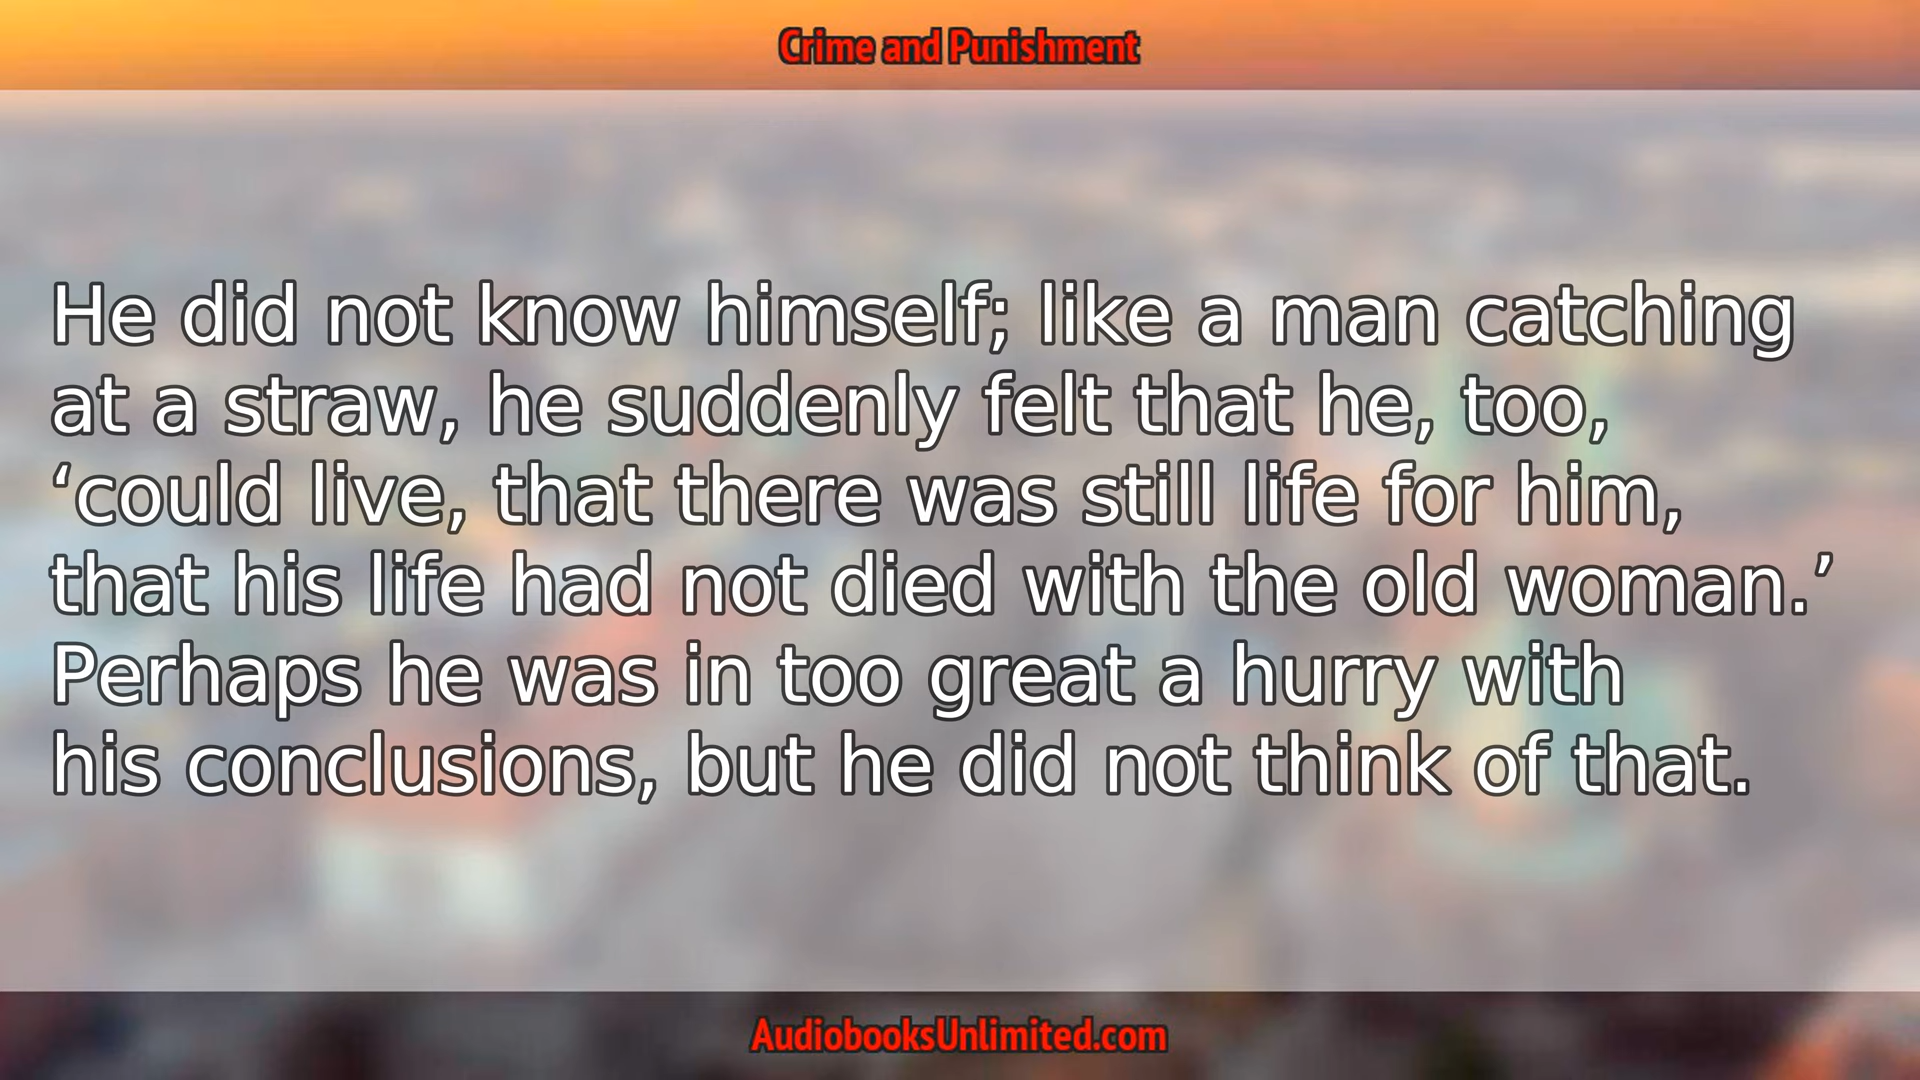 Crime and Punishment
He did not know himself; like a man catching
at a straw, he suddenly felt that he, too,
‘could live, that there was still life for him,
that his life had not died with the old woman.’
Perhaps he was in too great a hurry with
his conclusions, but he did not think of that.
AudiobooksUnlimited.com